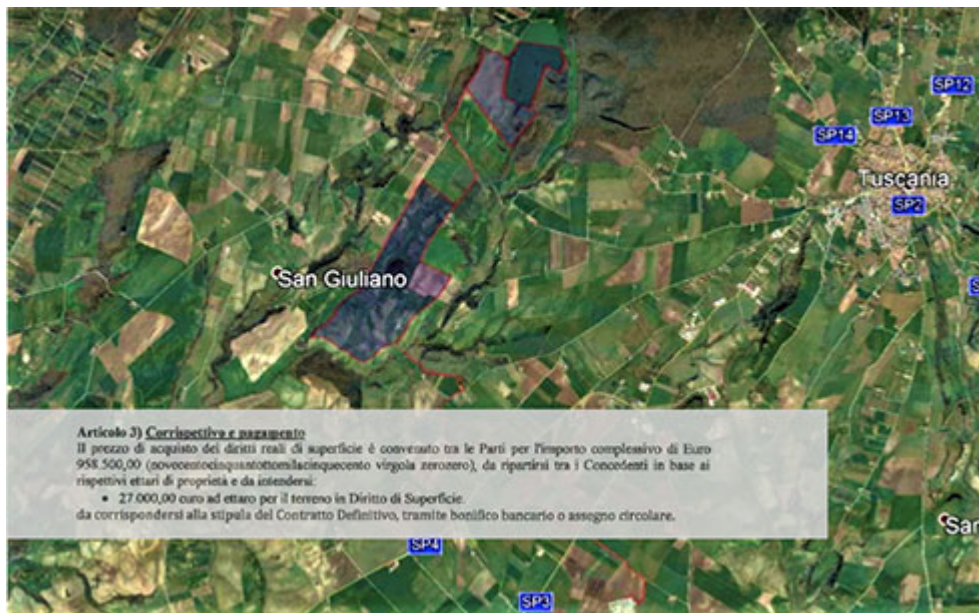 SP12
SP13
SP14
Tuscania
SP2
San Giuliano
S
Articolo 3) Corrispettivo e pagamento
Il prezzo di acquisto dei diritti reali di superficie è convenuto tra le Parti per l'importo complessivo di Euro
958.500,00 (novecentocinquantottomilacinquecento virgola zerozero), da ripartirsi tra i Concedenti in base ai
rispettivi ettari di proprietà e da intendersi:
• 27.000,00 euro ad ettaro per il terreno in Diritto di Superficie.
da corrispondersi alla stipula del Contratto Definitivo, tramite bonifico bancario o assegno circolare.
San
SP4
SP3